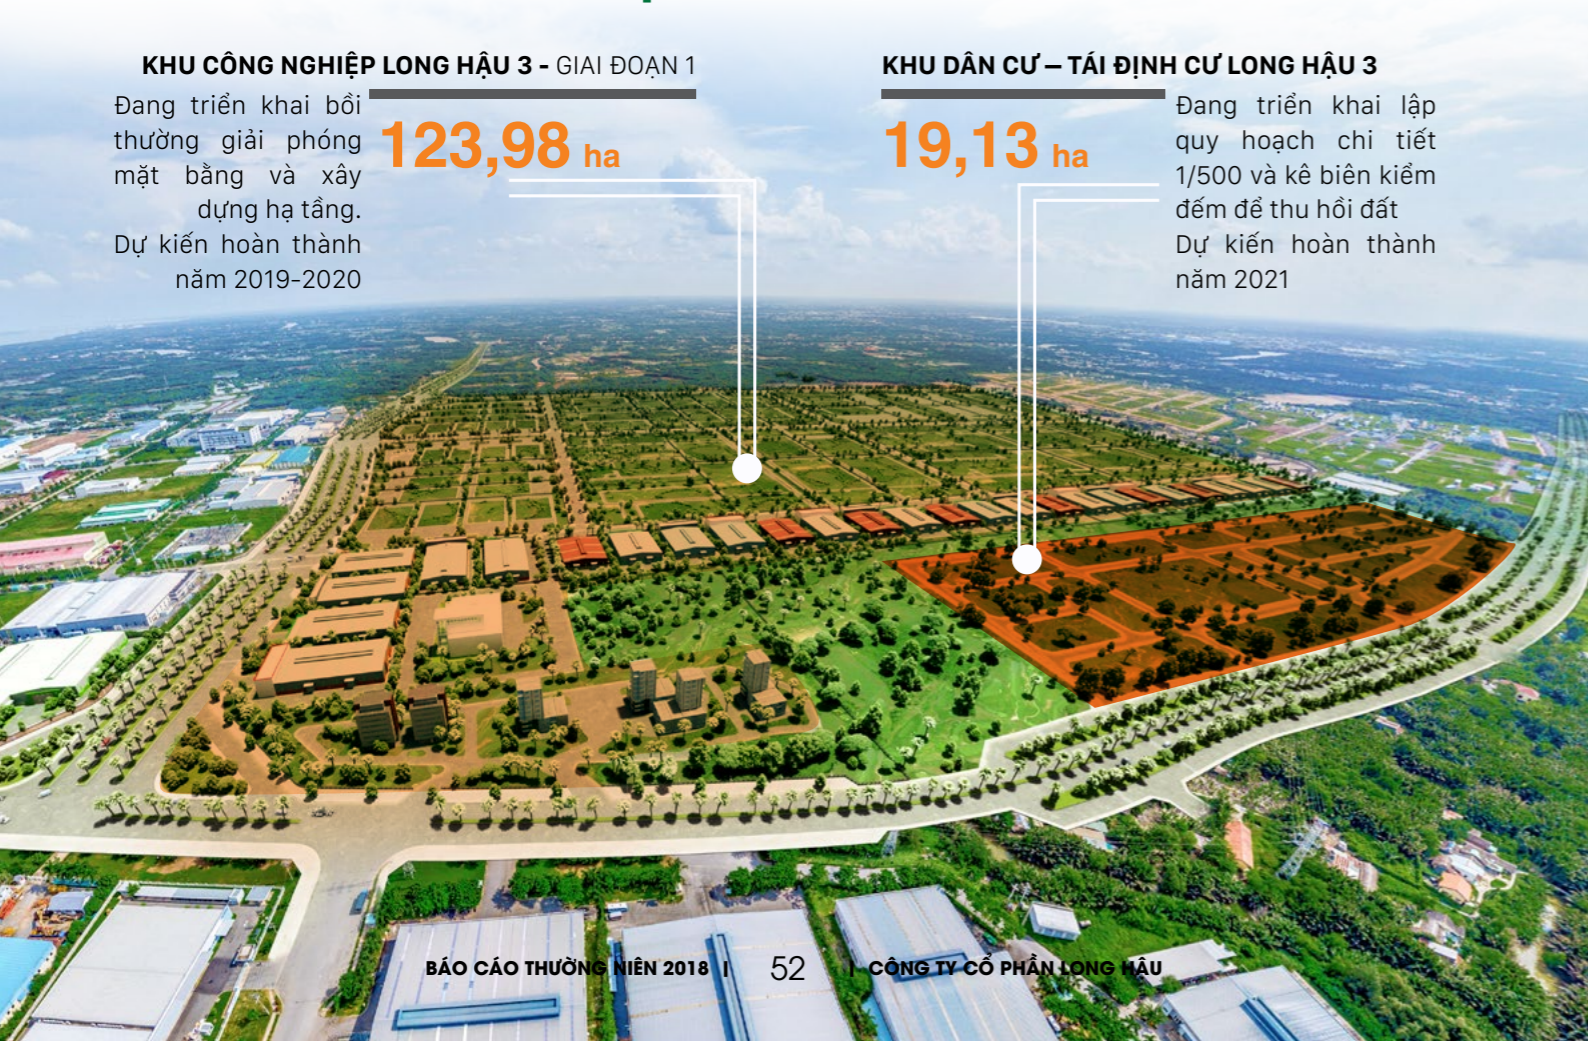 KHU CÔNG NGHIỆP LONG HẬU 3 - GIAI ĐOẠN 1
Đang triển khai bồi
thường giải phóng
mặt bằng và xây
dựng hạ tầng.
Dự kiến hoàn thành
năm 2019-2020
123,98 ha
KHU DÂN CƯ – TÁI ĐỊNH CƯ LONG HẬU 3
19,13 ha
Đang triển khai lập
quy hoạch chi tiết
1/500 và kê biên kiểm
đếm để thu hồi đất
Dự kiến hoàn thành
năm 2021
BÁO CÁO THƯỜNG NIÊN 2018 | 52 | CÔNG TY CỔ PHẦN LONG HẬU